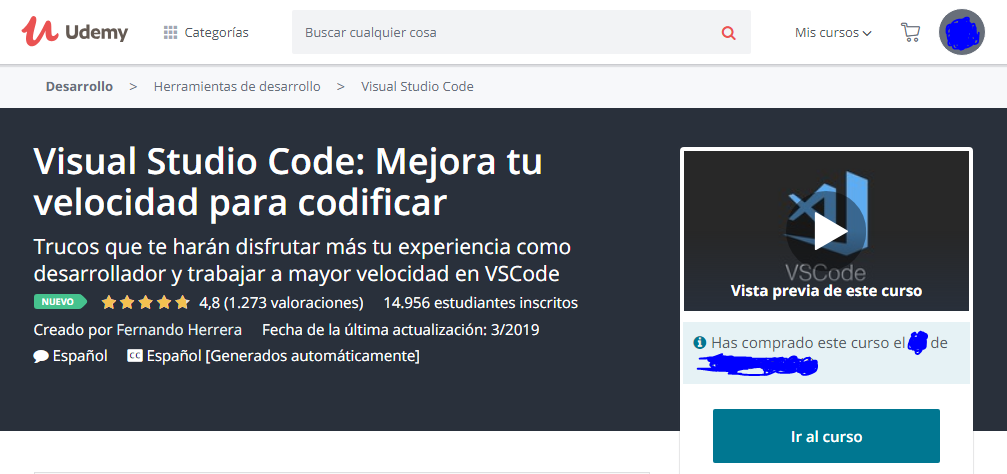 Udemy
Categorías
Buscar cualquier cosa
Mis cursos
Desarrollo > Herramientas de desarrollo > Visual Studio Code
Visual Studio Code: Mejora tu
velocidad para codificar
Trucos que te harán disfrutar más tu experiencia como
desarrollador y trabajar a mayor velocidad en VSCode
NUEVO 4,8 (1.273 valoraciones) 14.956 estudiantes inscritos
Creado por Fernando Herrera Fecha de la última actualización: 3/2019
Español CC Español [Generados automáticamente]
VSCode
Vista previa de este curso
Has comprado este curso el de
Ir al curso